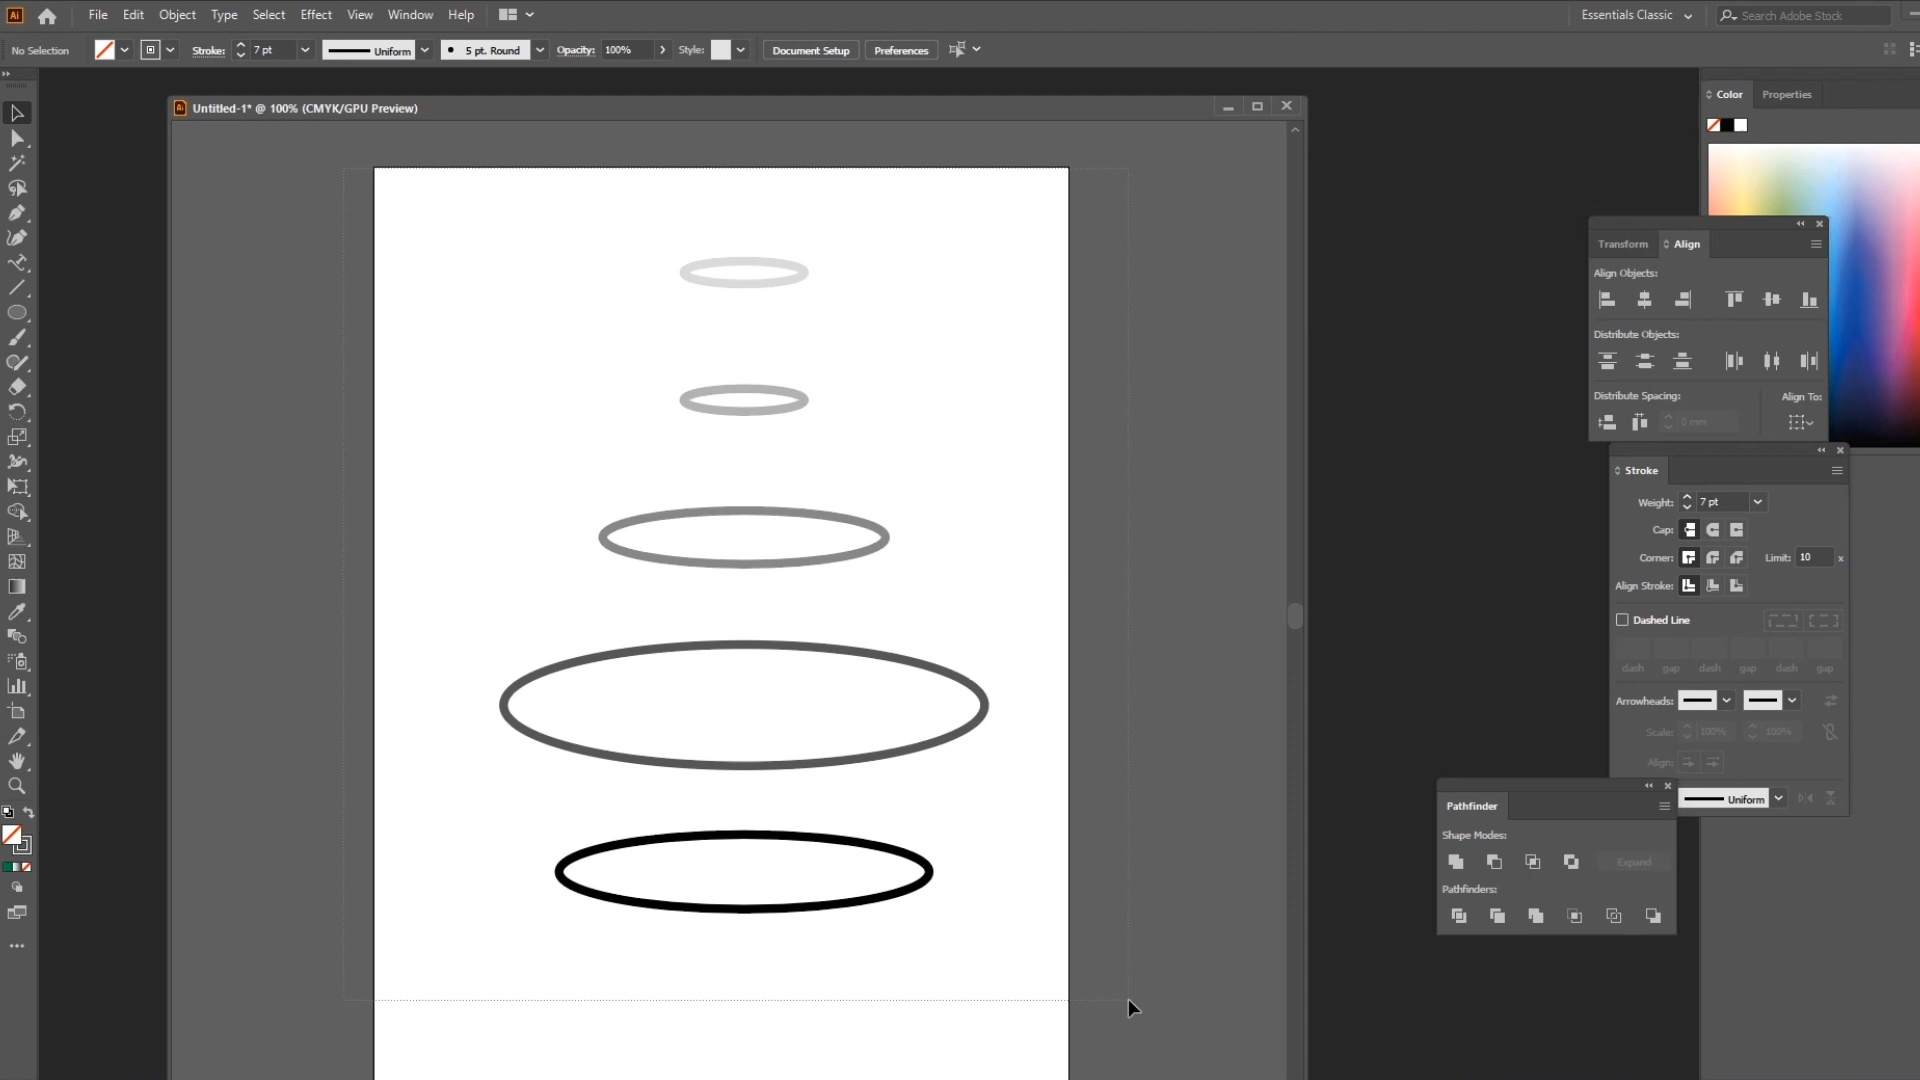 Ai File Edit Object Type Select Effect View Window Help Essentials Classic Search Adobe Stock
No Selection Stroke: 7 pt Uniform 5 pt. Round Opacity: 100% Style: Document Setup Preferences
Ai Untitled-1* @ 100% (CMYK/GPU Preview)
Color Properties
Transform Align
Align Objects:
Distribute Objects:
Distribute Spacing: Align To:
0 mm
Stroke
Weight: 7 pt
Cap:
Corner: Limit: 10 x
Align Stroke:
Dashed Line
dash gap dash gap dash gap
Arrowheads:
Scale: 100% 100%
Align:
Uniform
Pathfinder
Shape Modes:
Expand
Pathfinders: